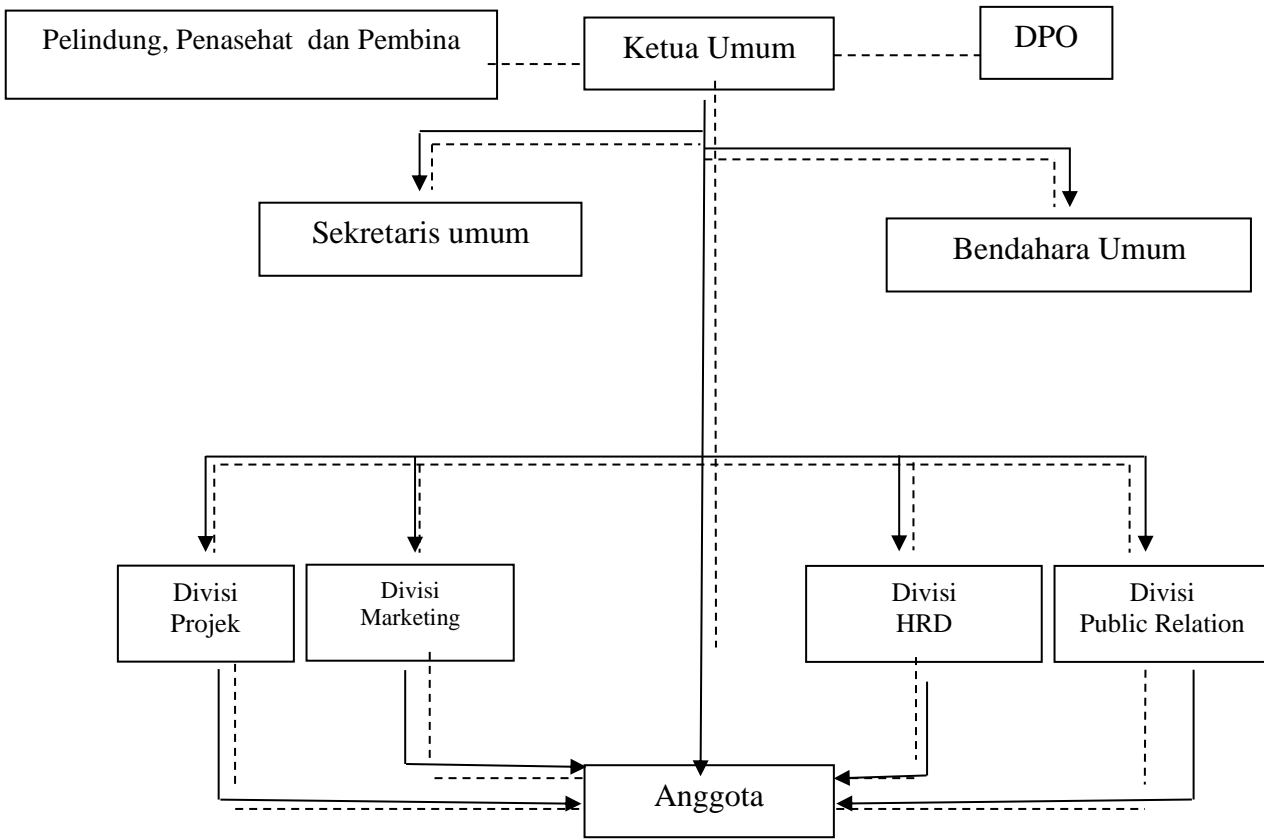 Pelindung, Penasehat dan Pembina
Ketua Umum
DPO
Sekretaris umum
Bendahara Umum
Divisi
Projek
Divisi
Marketing
Divisi
HRD
Divisi
Public Relation
Anggota